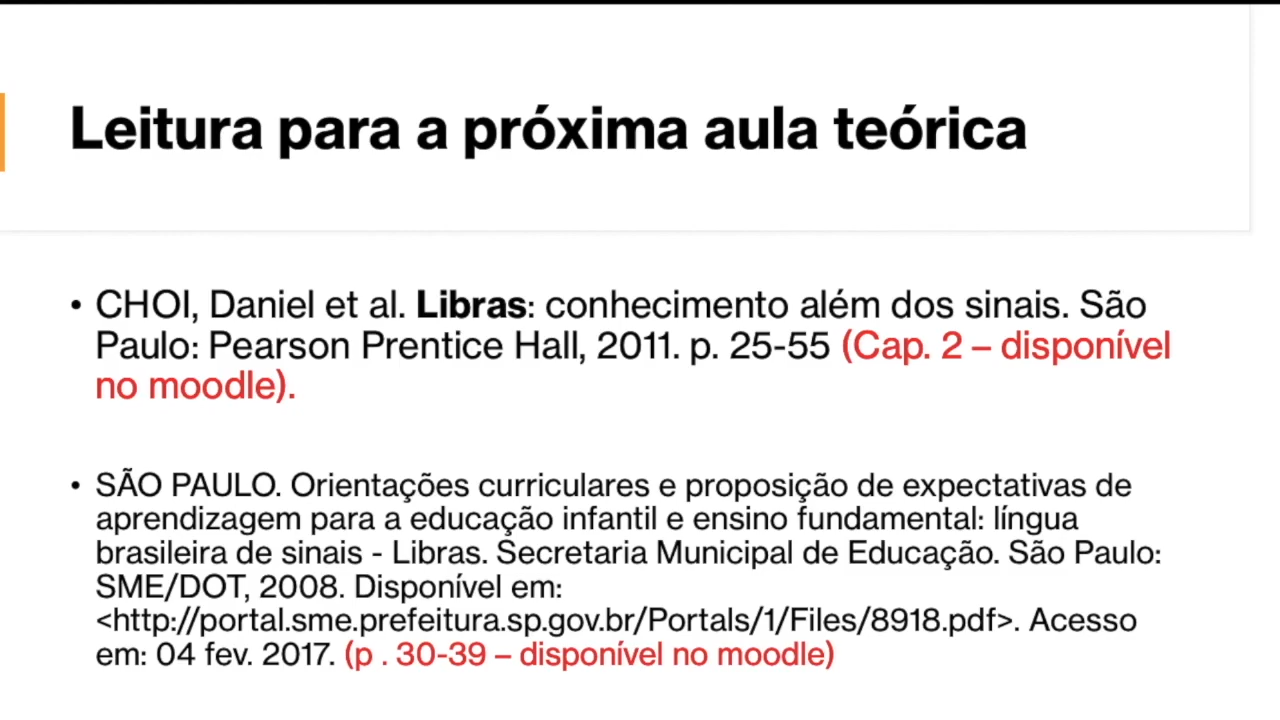 Leitura para a próxima aula teórica
• CHOI, Daniel et al. Libras: conhecimento além dos sinais. São
Paulo: Pearson Prentice Hall, 2011. p. 25-55 (Cap. 2 – disponível
no moodle).
• SÃO PAULO. Orientações curriculares e proposição de expectativas de
aprendizagem para a educação infantil e ensino fundamental: língua
brasileira de sinais - Libras. Secretaria Municipal de Educação. São Paulo:
SME/DOT, 2008. Disponível em:
<http://portal.sme.prefeitura.sp.gov.br/Portals/1/Files/8918.pdf>. Acesso
em: 04 fev. 2017. (p . 30-39 – disponível no moodle)